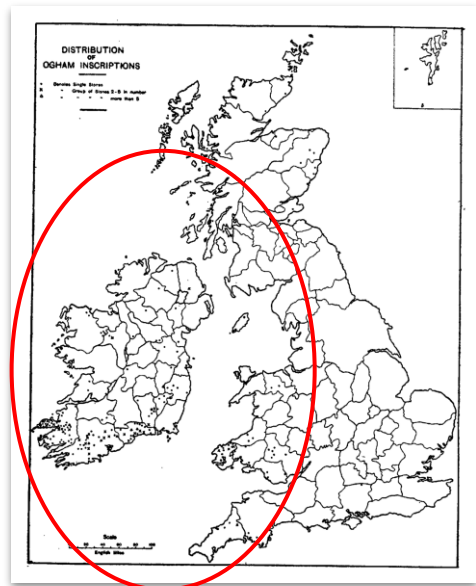 DISTRIBUTION
OF
OGHAM INSCRIPTIONS
Denotes Single Stones
" Group of Stones 2-5 in number
" " " " more than 5
Scale
English Miles